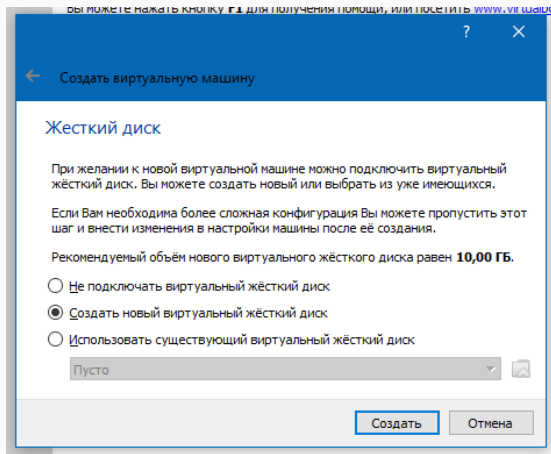 Вы можете нажать кнопку F1 для получения помощи, или посетить www.virtualb
?
Создать виртуальную машину
Жесткий диск
При желании к новой виртуальной машине можно подключить виртуальный
жёсткий диск. Вы можете создать новый или выбрать из уже имеющихся.
Если Вам необходима более сложная конфигурация Вы можете пропустить этот
шаг и внести изменения в настройки машины после её создания.
Рекомендуемый объём нового виртуального жёсткого диска равен 10,00 ГБ.
Не подключать виртуальный жёсткий диск
Создать новый виртуальный жёсткий диск
Использовать существующий виртуальный жёсткий диск
Пусто
Создать Отмена